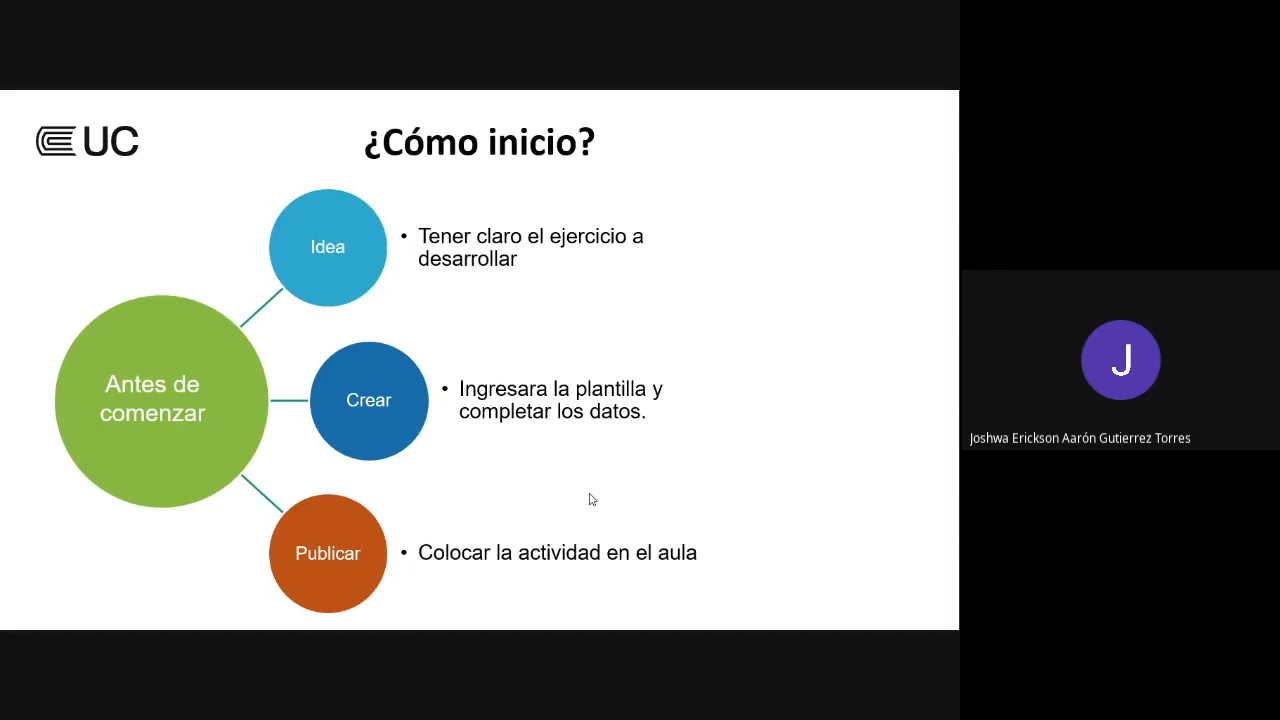 UC
¿Cómo inicio?
Idea
• Tener claro el ejercicio a
desarrollar
Antes de
comenzar
Crear
• Ingresara la plantilla y
completar los datos.
Publicar
• Colocar la actividad en el aula
J
Joshwa Erickson Aarón Gutierrez Torres